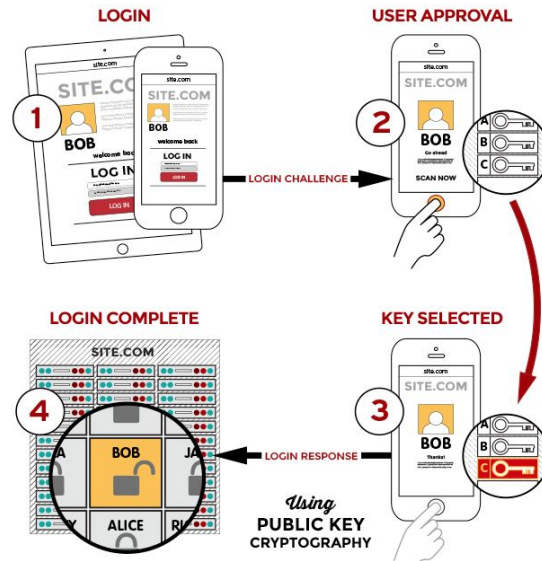 LOGIN
site.com
SITE.COM
1
BOB
welcome back
LOG IN
LOG IN
site.com
SITE.COM
BOB
welcome back
LOG IN
LOG IN
LOGIN CHALLENGE
USER APPROVAL
2
site.com
SITE.COM
BOB
Go ahead
SCAN NOW
A
B
C
LOGIN COMPLETE
SITE.COM
4
A
BOB
JA
Y
ALICE
LOGIN RESPONSE
KEY SELECTED
3
site.com
SITE.COM
BOB
Thanks!
A
B
C
Using
PUBLIC KEY
CRYPTOGRAPHY